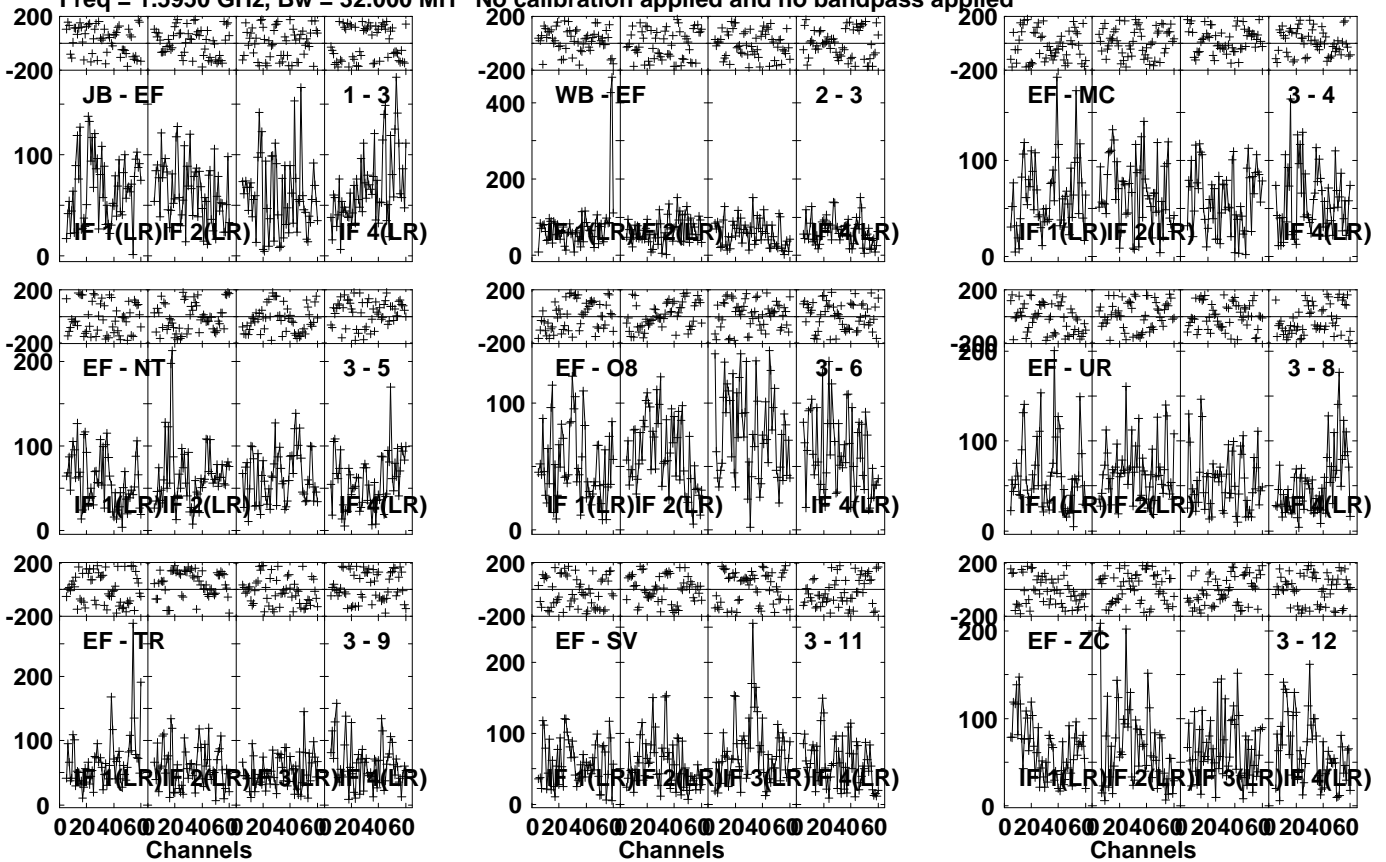 Freq = 1.5950 GHz, Bw = 32.000 MH No calibration applied and no bandpass applied
200
-200
JB - EF 1 - 3
100
0
IF 1(LR) IF 2(LR) IF 4(LR)
200
-200
WB - EF 2 - 3
400
200
0
IF 1(LR) IF 2(LR) IF 4(LR)
200
-200
EF - MC 3 - 4
100
0
IF 1(LR) IF 2(LR) IF 4(LR)
200
-200
200
EF - NT 3 - 5
100
0
IF 1(LR) IF 2(LR) IF 4(LR)
200
-200
EF - O8 3 - 6
100
0
IF 1(LR) IF 2(LR) IF 4(LR)
200
-200
200
EF - UR 3 - 8
100
0
IF 1(LR) IF 2(LR) IF 4(LR)
200
-200
EF - TR 3 - 9
200
100
0
IF 1(LR) IF 2(LR) IF 3(LR) IF 4(LR)
0 20 40 60 0 20 40 60 0 20 40 60 0 20 40 60
Channels
200
-200
EF - SV 3 - 11
200
100
0
IF 1(LR) IF 2(LR) IF 3(LR) IF 4(LR)
0 20 40 60 0 20 40 60 0 20 40 60 0 20 40 60
Channels
200
-200
200
EF - ZC 3 - 12
100
0
IF 1(LR) IF 2(LR) IF 3(LR) IF 4(LR)
0 20 40 60 0 20 40 60 0 20 40 60 0 20 40 60
Channels